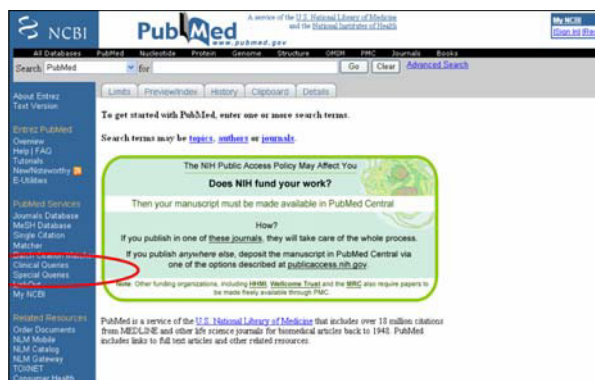 NCBI
PubMed
A service of the U.S. National Library of Medicine
and the National Institutes of Health
www.pubmed.gov
My NCBI
[Sign In]
All Databases PubMed Nucleotide Protein Genome Structure OMIM PMC Journals Books
Search PubMed for Go Clear Advanced Search
Limits Preview/Index History Clipboard Details
About Entrez
Text Version
To get started with PubMed, enter one or more search terms.
Search terms may be topics, authors or journals.
Entrez PubMed
Overview
Help | FAQ
Tutorials
New/Noteworthy
E-Utilities
PubMed Services
Journals Database
MeSH Database
Single Citation
Matcher
Clinical Queries
Special Queries
My NCBI
Related Resources
Order Documents
NLM Mobile
NLM Catalog
NLM Gateway
TOXNET
Consumer Health
The NIH Public Access Policy May Affect You
Does NIH fund your work?
Then your manuscript must be made available in PubMed Central
How?
If you publish in one of these journals, they will take care of the whole process.
If you publish anywhere else, deposit the manuscript in PubMed Central via
one of the options described at publicaccess.nih.gov.
Note: Other funding organizations, including HHMI, Wellcome Trust and the MRC also require papers to
be made freely available through PMC.
PubMed is a service of the U.S. National Library of Medicine that includes over 18 million citations
from MEDLINE and other life science journals for biomedical articles back to 1948. PubMed
includes links to full text articles and other related resources.